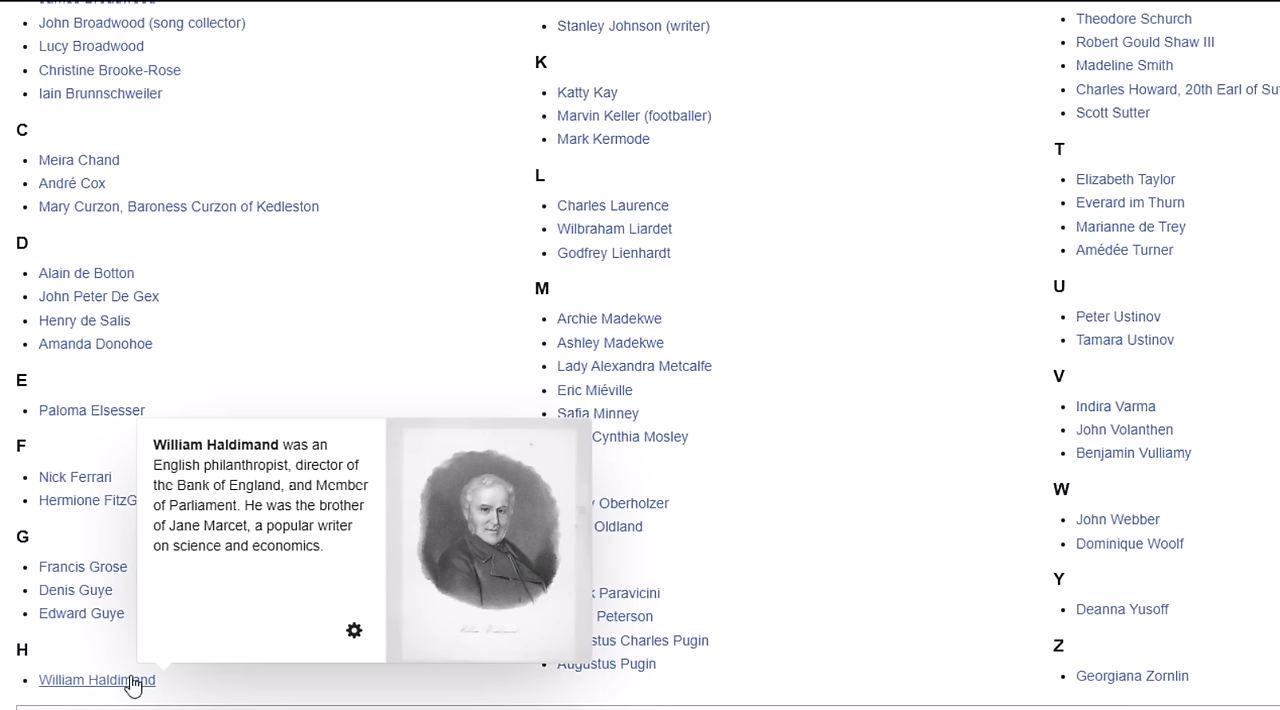 John Broadwood (song collector)
Lucy Broadwood
Christine Brooke-Rose
Iain Brunnschweiler
C
Meira Chand
André Cox
Mary Curzon, Baroness Curzon of Kedleston
D
Alain de Botton
John Peter De Gex
Henry de Salis
Amanda Donohoe
E
Paloma Elsesser
F
Nick Ferrari
Hermione FitzG
G
Francis Grose
Denis Guye
Edward Guye
H
William Haldimand
William Haldimand was an
English philanthropist, director of
the Bank of England, and Member
of Parliament. He was the brother
of Jane Marcet, a popular writer
on science and economics.
Stanley Johnson (writer)
K
Katty Kay
Marvin Keller (footballer)
Mark Kermode
L
Charles Laurence
Wilbraham Liardet
Godfrey Lienhardt
M
Archie Madekwe
Ashley Madekwe
Lady Alexandra Metcalfe
Eric Miéville
Safia Minney
Cynthia Mosley
Oberholzer
Oldland
Paravicini
Peterson
Charles Pugin
Augustus Pugin
Theodore Schurch
Robert Gould Shaw III
Madeline Smith
Charles Howard, 20th Earl of Su
Scott Sutter
T
Elizabeth Taylor
Everard im Thurn
Marianne de Trey
Amédée Turner
U
Peter Ustinov
Tamara Ustinov
V
Indira Varma
John Volanthen
Benjamin Vulliamy
W
John Webber
Dominique Woolf
Y
Deanna Yusoff
Z
Georgiana Zornlin